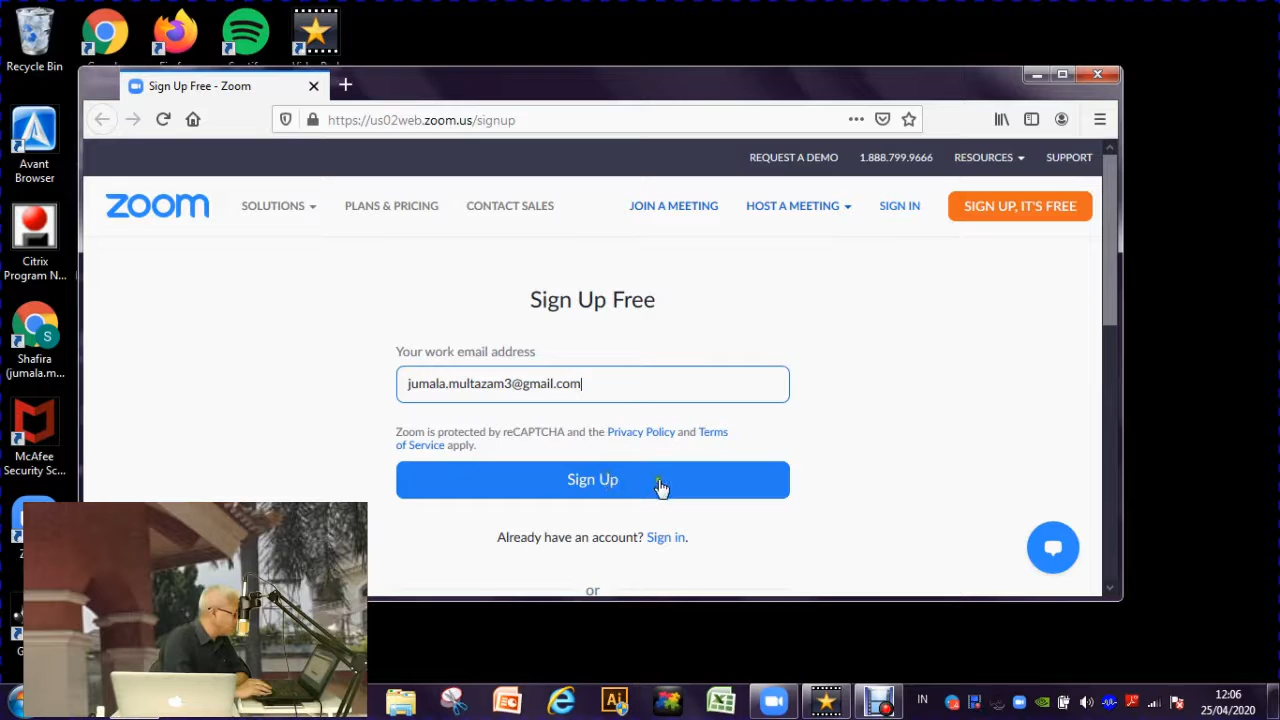 Recycle Bin
Avant
Browser
Citrix
Program N...
Shafira
(jumala.m...
McAfee
Security Sc...
Sign Up Free - Zoom
https://us02web.zoom.us/signup
REQUEST A DEMO 1.888.799.9666 RESOURCES SUPPORT
zoom SOLUTIONS PLANS & PRICING CONTACT SALES JOIN A MEETING HOST A MEETING SIGN IN SIGN UP, IT'S FREE
Sign Up Free
Your work email address
jumala.multazam3@gmail.com
Zoom is protected by reCAPTCHA and the Privacy Policy and Terms
of Service apply.
Sign Up
Already have an account? Sign in.
or
S
Ai
IN
12:06
25/04/2020